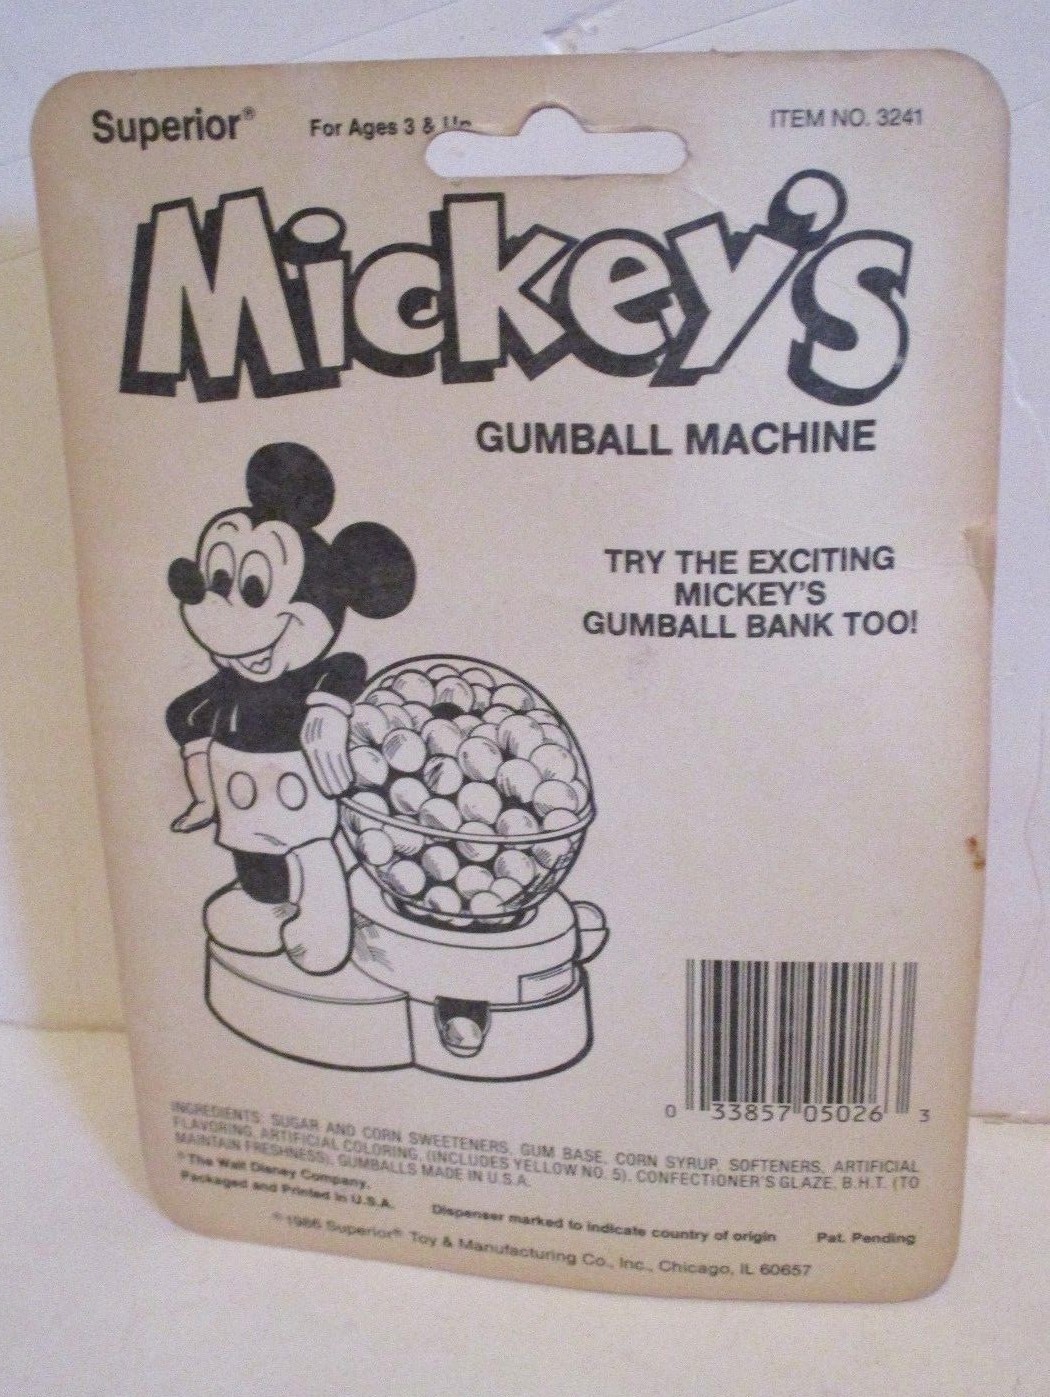 Superior®
For Ages 3 & Up
ITEM NO. 3241
Mickey's
GUMBALL MACHINE
TRY THE EXCITING
MICKEY'S
GUMBALL BANK TOO!
0 33857 05026 3
INGREDIENTS: SUGAR AND CORN SWEETENERS, GUM BASE, CORN SYRUP, SOFTENERS, ARTIFICIAL
FLAVORING, ARTIFICIAL COLORING, (INCLUDES YELLOW NO. 5), CONFECTIONER'S GLAZE, B.H.T. (TO
MAINTAIN FRESHNESS), GUMBALLS MADE IN U.S.A.
The Walt Disney Company.
Packaged and Printed in U.S.A.
Dispenser marked to indicate country of origin
Pat. Pending
©1986 Superior® Toy & Manufacturing Co., Inc., Chicago, IL 60657